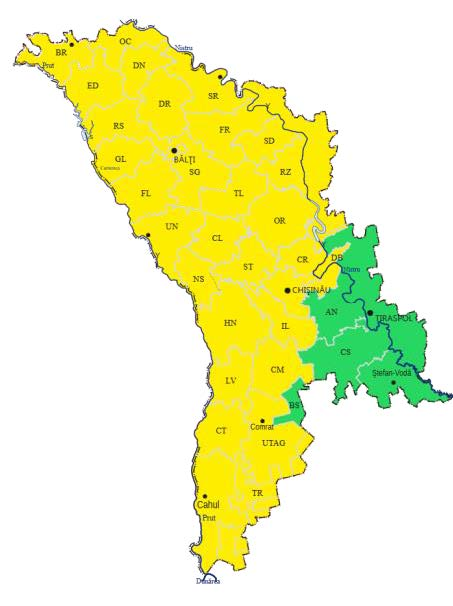 OC
Nistru
BR
Prut
DN
ED
DR
SR
RS
FR
SD
GL
BĂLȚI
Camenca
SG
RZ
FL
TL
UN
OR
CL
CR
DB
ST
Nistru
NS
CHIȘINĂU
AN
TIRASPOL
HN
IL
CS
CM
Ștefan-Vodă
LV
BS
CT
Comrat
UTAG
TR
Cahul
Prut
Dunărea